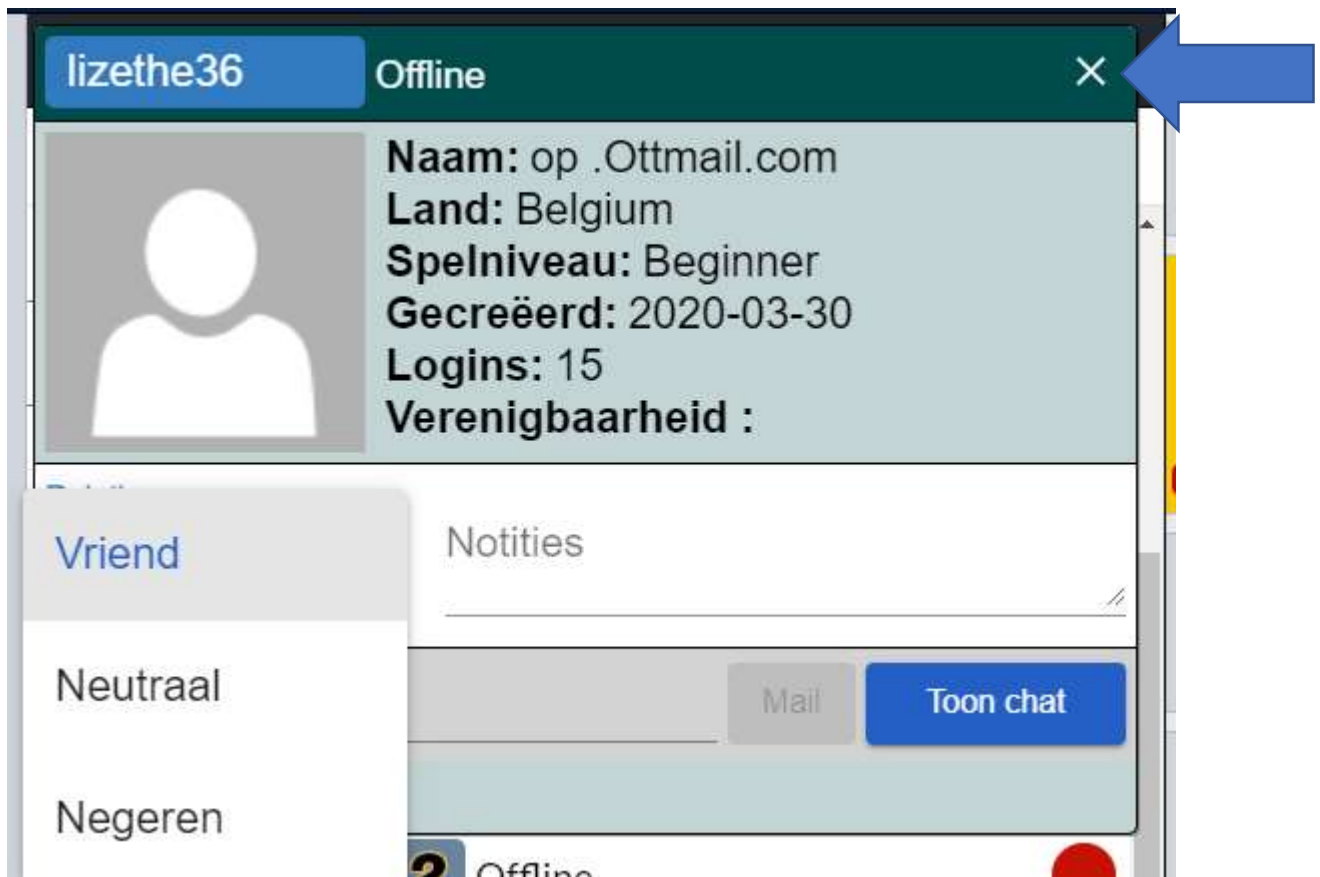 lizethe36 Offline
Naam: op .Ottmail.com
Land: Belgium
Spelniveau: Beginner
Gecreëerd: 2020-03-30
Logins: 15
Verenigbaarheid :
Vriend
Notities
Neutraal
Mail Toon chat
Negeren
Offline